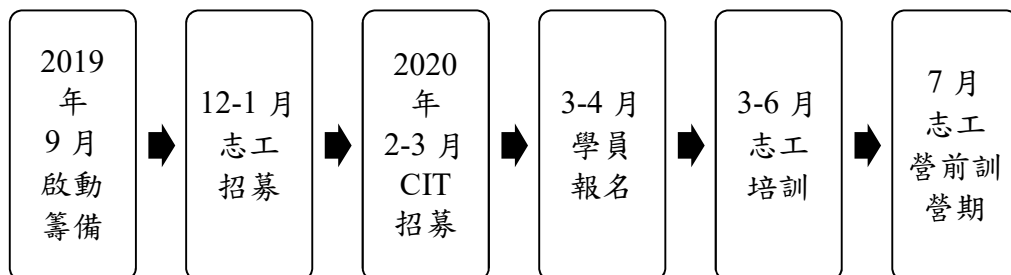 2019
年
9 月
啟動
籌備
12-1 月
志工
招募
2020
年
2-3 月
CIT
招募
3-4 月
學員
報名
3-6 月
志工
培訓
7 月
志工
營前訓
營期